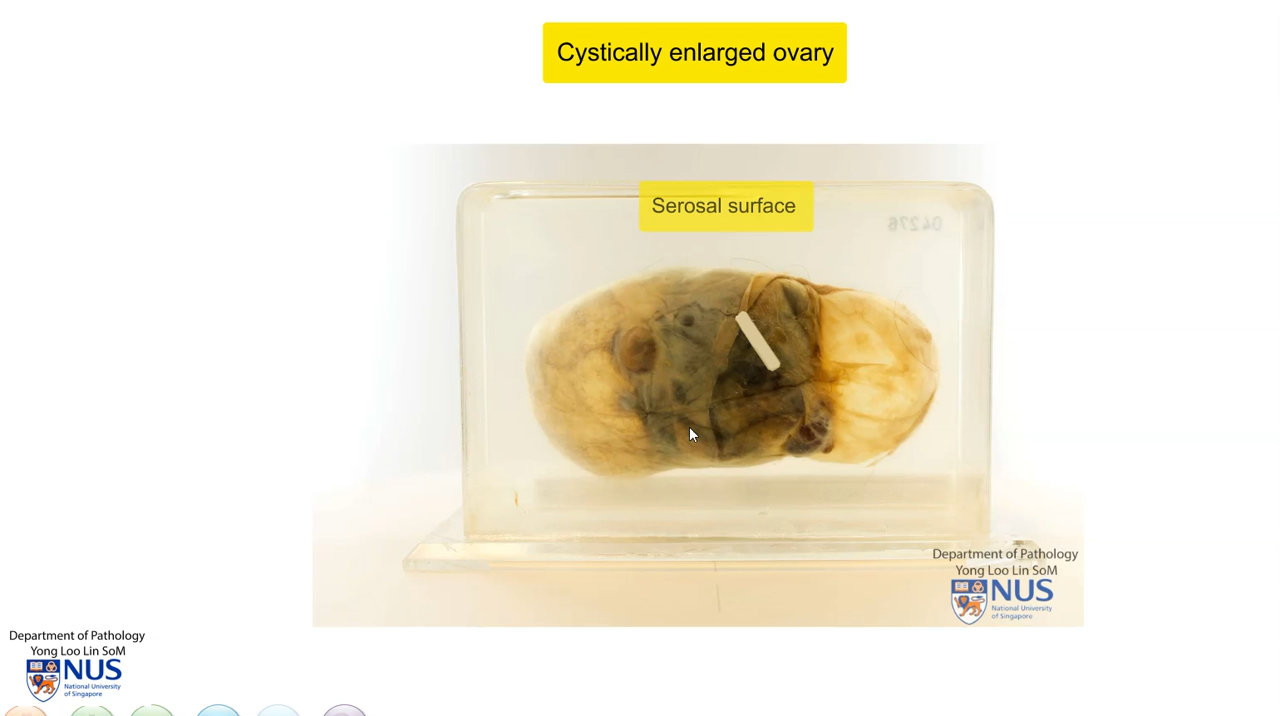 Cystically enlarged ovary
Serosal surface
04276
Department of Pathology
Yong Loo Lin SoM
NUS
National University
of Singapore
Department of Pathology
Yong Loo Lin SoM
NUS
National University
of Singapore